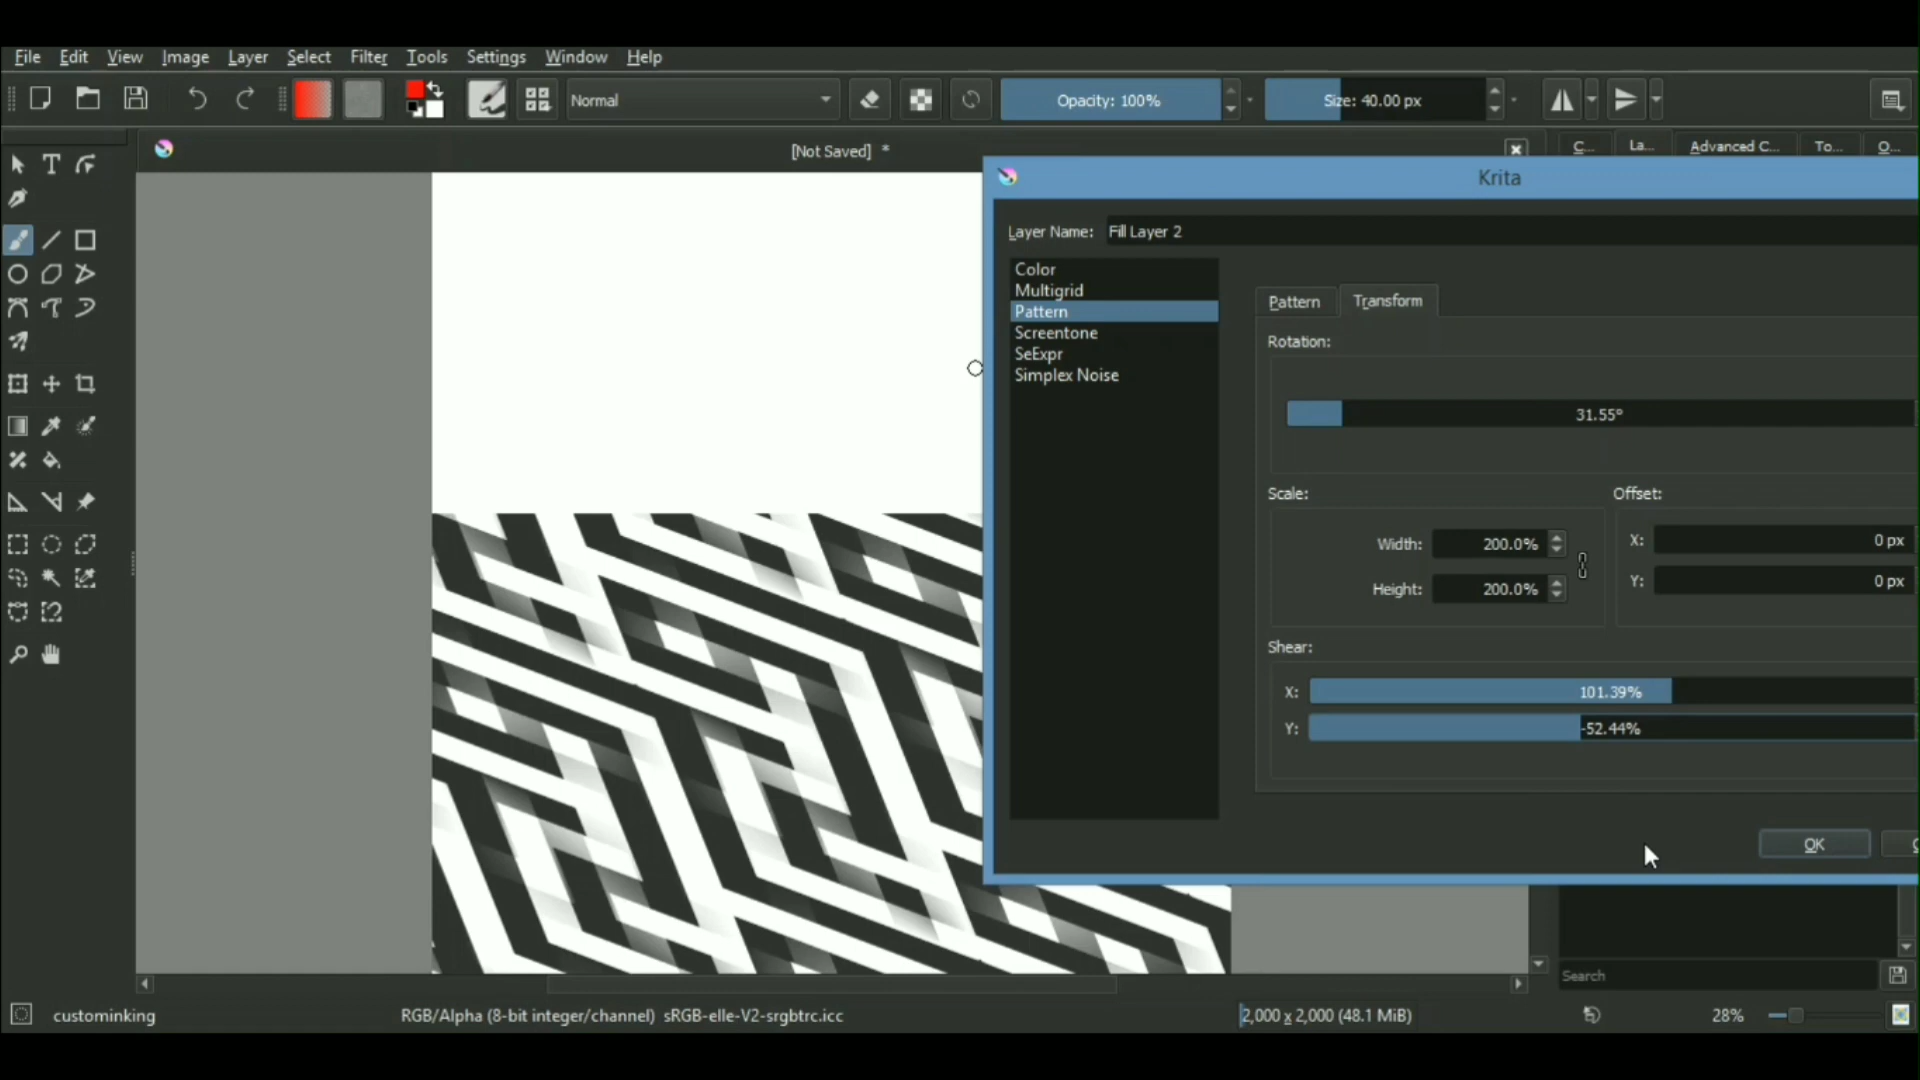 File Edit View Image Layer Select Filter Tools Settings Window Help
Normal
Opacity: 100%
Size: 40.00 px
[Not Saved] *
C...
La...
Advanced C...
To...
O...
Krita
Layer Name: Fill Layer 2
Color
Multigrid
Pattern
Screentone
SeExpr
Simplex Noise
Pattern
Transform
Rotation:
31.55°
Scale:
Offset:
Width: 200.0%
X: 0 px
Height: 200.0%
Y: 0 px
Shear:
X: 101.39%
Y: -52.44%
OK
Search
custominking
RGB/Alpha (8-bit integer/channel) sRGB-elle-V2-srgbtrc.icc
2,000 x 2,000 (48.1 MiB)
28%